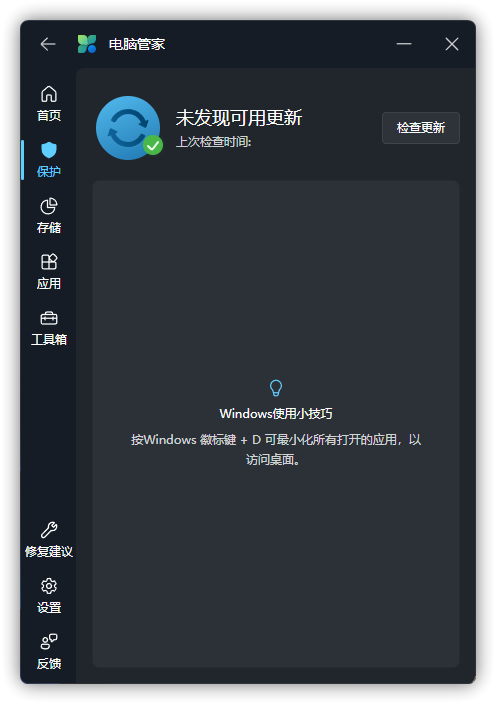 电脑管家
首页
保护
存储
应用
工具箱
修复建议
设置
反馈
未发现可用更新
上次检查时间:
检查更新
Windows使用小技巧
按Windows 徽标键 + D 可最小化所有打开的应用，以
访问桌面。